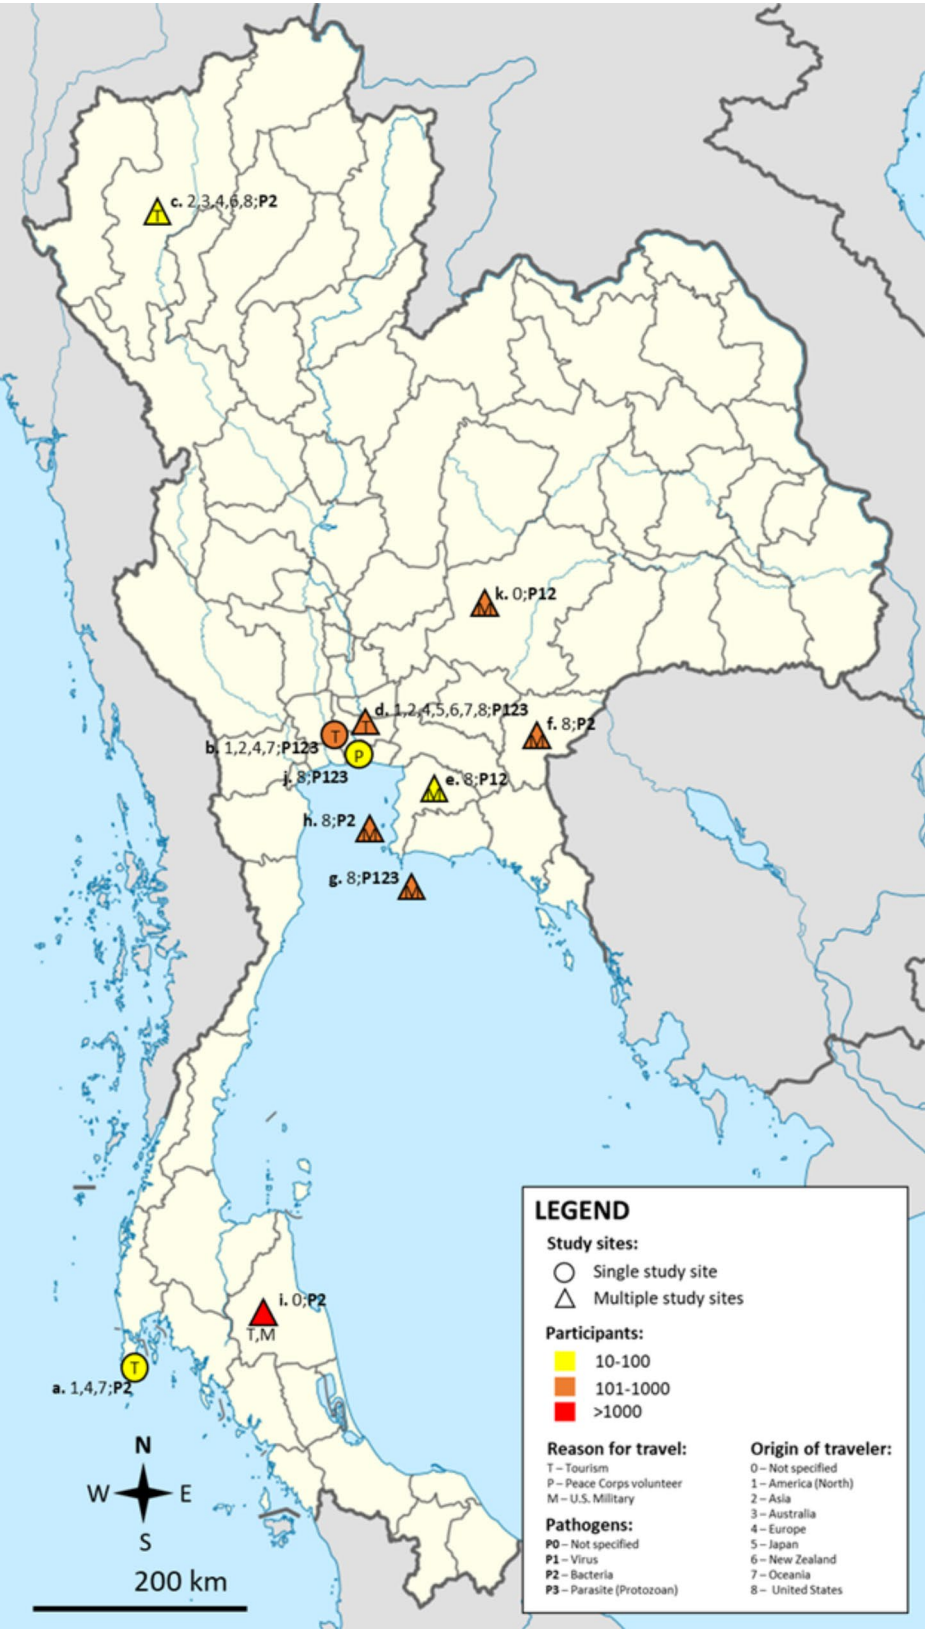 c. 2,3,4,6,8;P2
T
k. 0;P12
M
d. 1,2,4,5,6,7,8;P123
T
f. 8;P2
M
T
b. 1,2,4,7;P123
P
j. 8;P123
e. 8;P12
M
h. 8;P2
M
g. 8;P123
M
i. 0;P2
T,M
T
a. 1,4,7;P2
N
W E
S
200 km
LEGEND
Study sites:
Single study site
Multiple study sites
Participants:
10-100
101-1000
>1000
Reason for travel:
T – Tourism
P – Peace Corps volunteer
M – U.S. Military
Pathogens:
P0 – Not specified
P1 – Virus
P2 – Bacteria
P3 – Parasite (Protozoan)
Origin of traveler:
0 – Not specified
1 – America (North)
2 – Asia
3 – Australia
4 – Europe
5 – Japan
6 – New Zealand
7 – Oceania
8 – United States